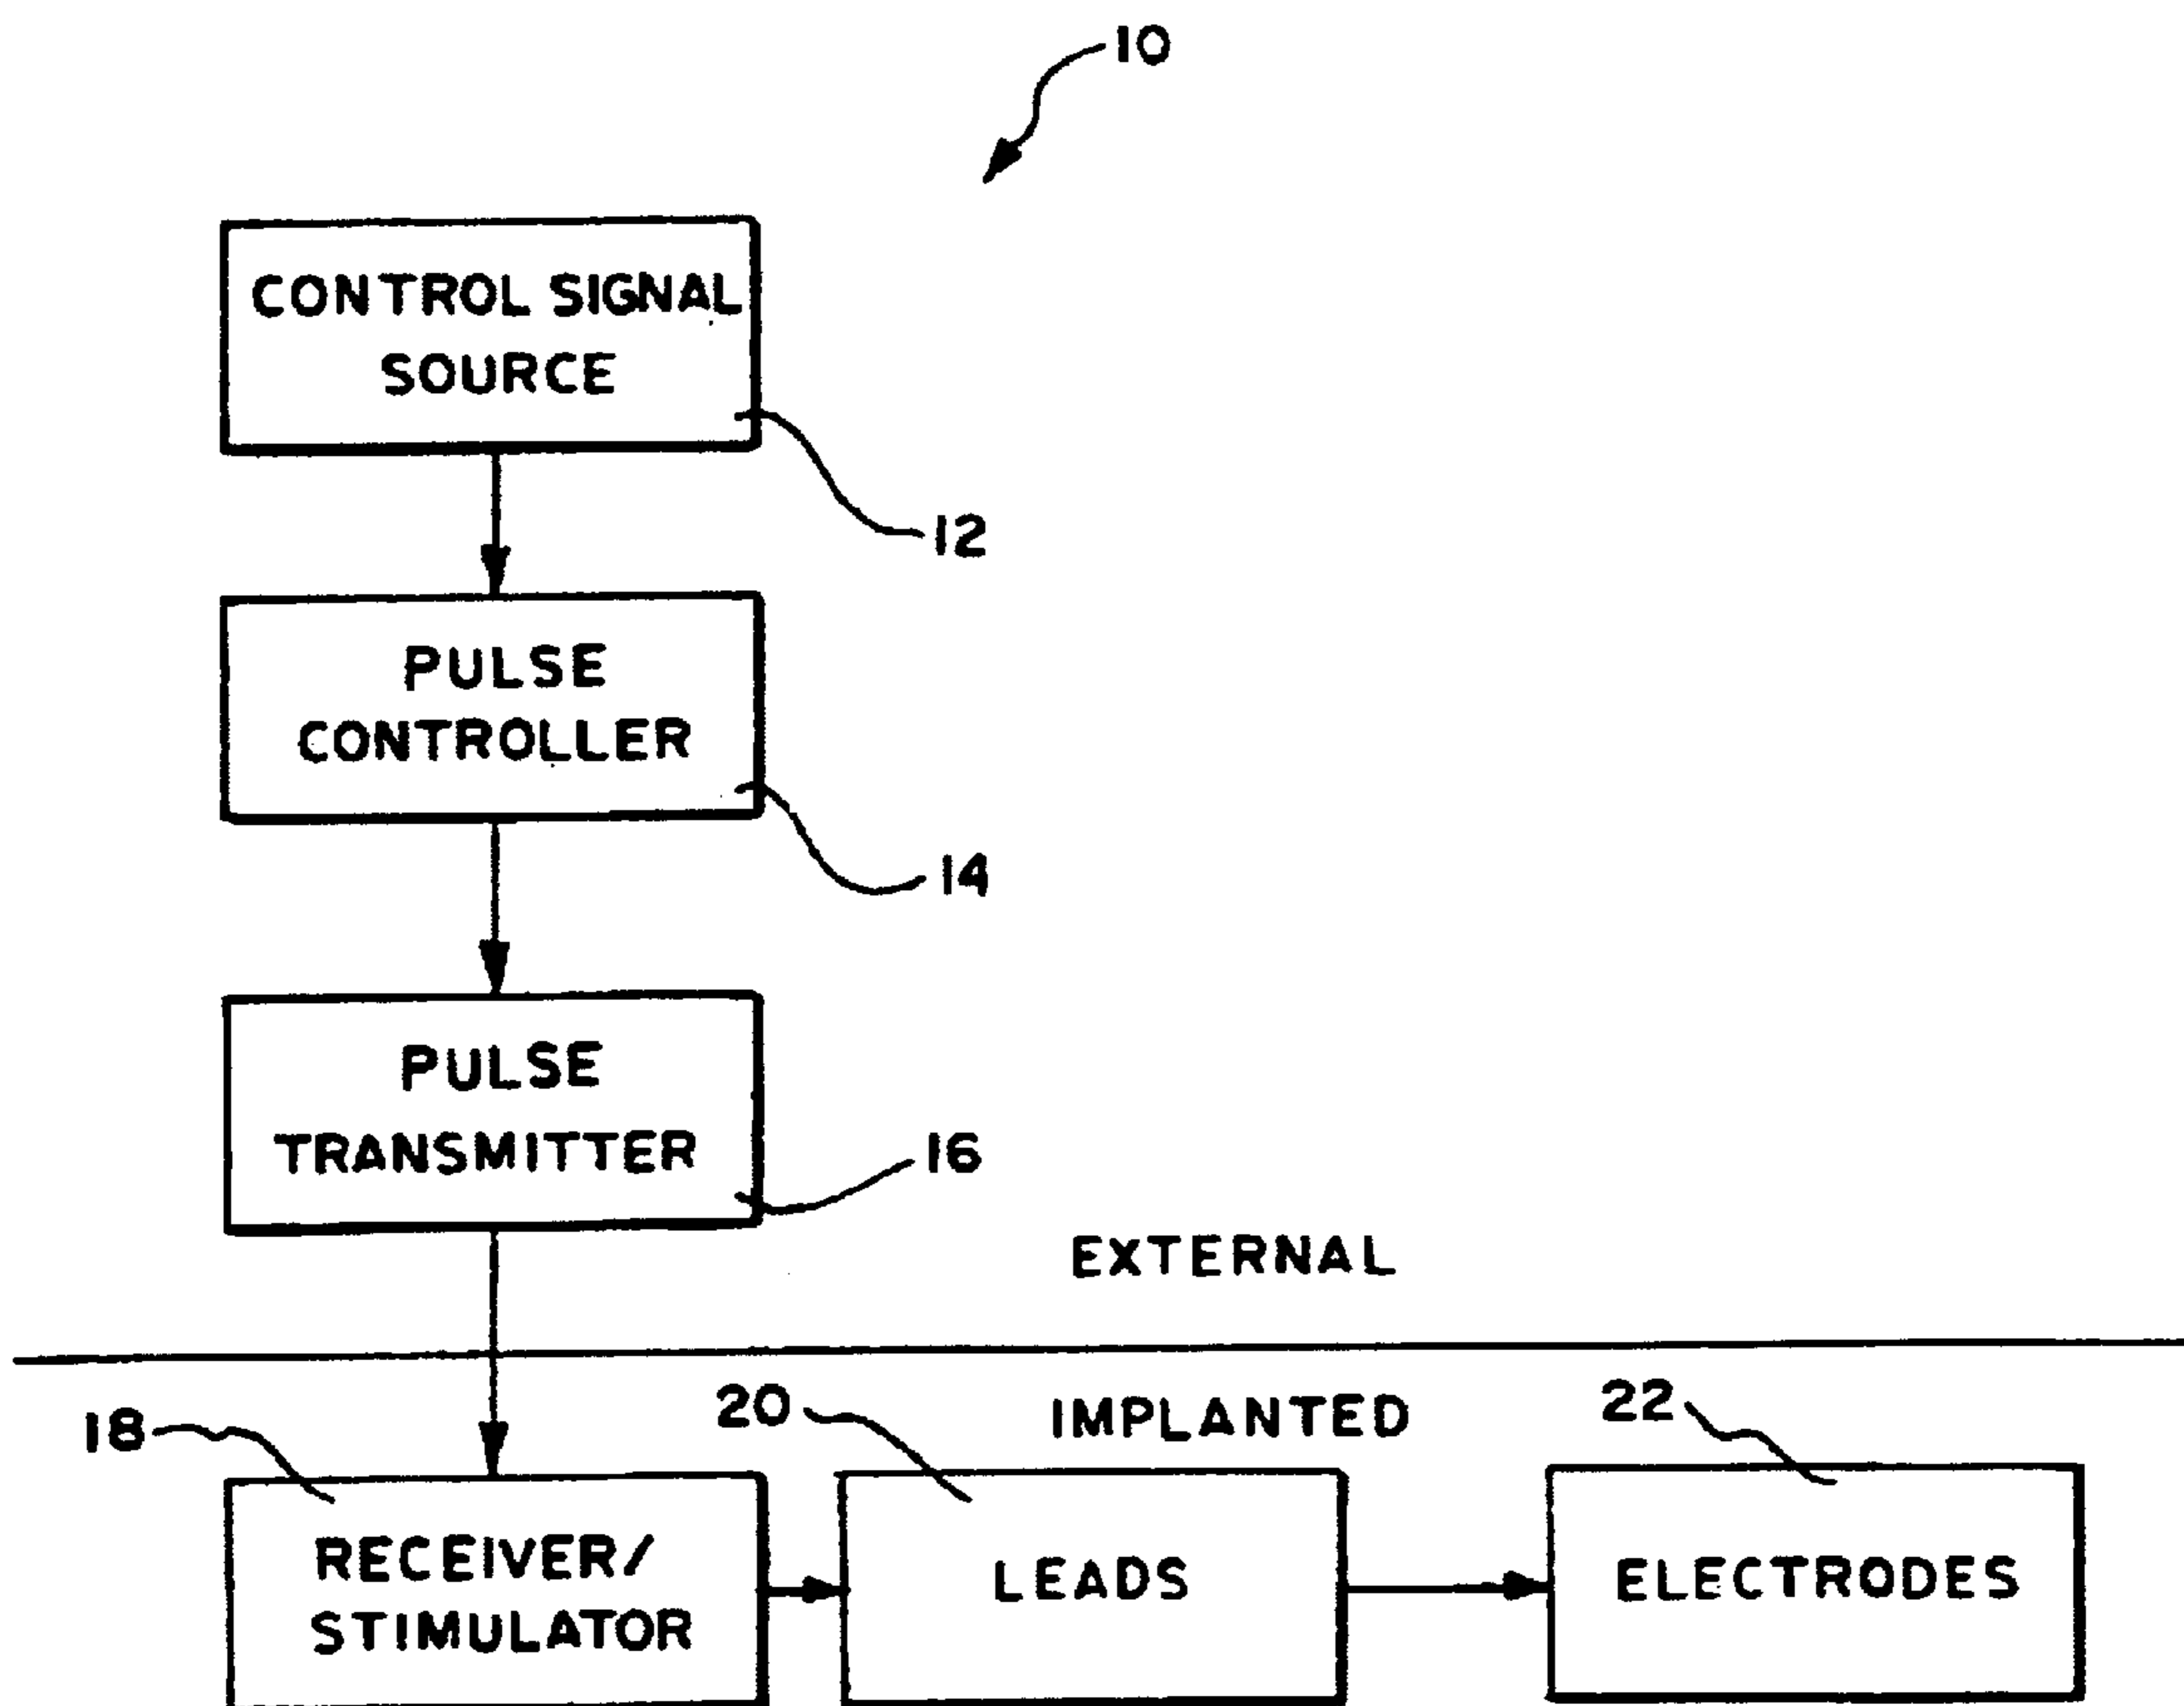 10
CONTROL SIGNAL
SOURCE
12
PULSE
CONTROLLER
14
PULSE
TRANSMITTER
16
EXTERNAL
IMPLANTED
18
20
22
RECEIVER/
STIMULATOR
LEADS
ELECTRODES